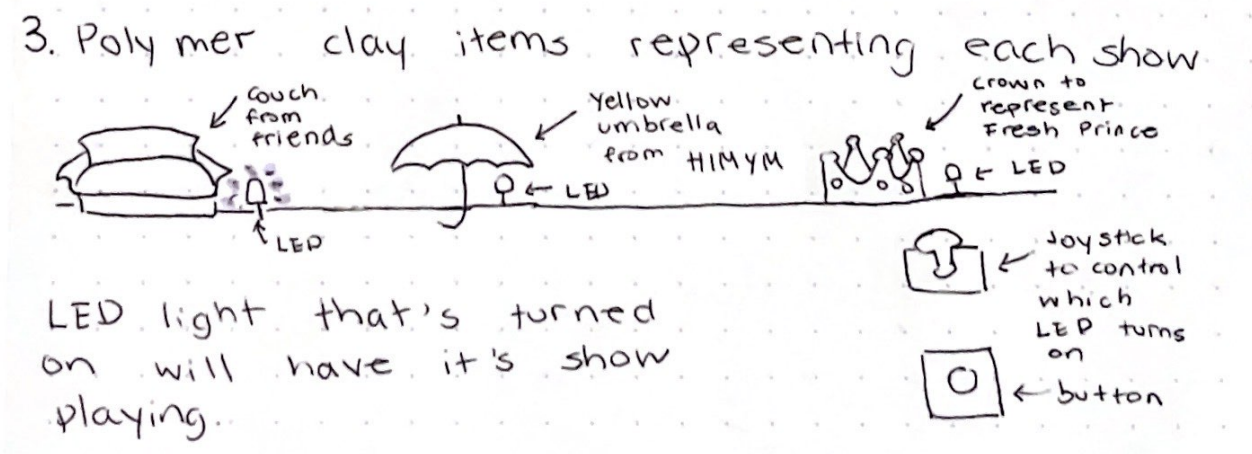 3. Polymer clay items representing each show
couch
from
friends
Yellow
umbrella
from HIMYM
crown to
represent
Fresh Prince
LED
LED
LED
Joystick
to control
which
LED turns
on
button
LED light that's turned
on will have it's show
playing.